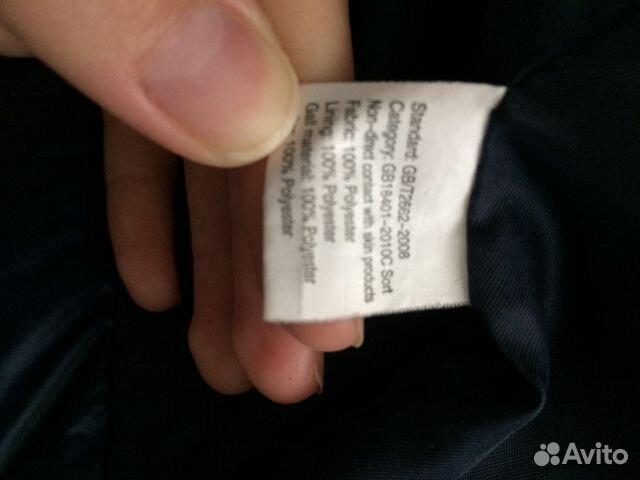 Standard: GB/T2662-2008
Category: GB18401-2010C Sort
Non-direct contact with skin products
Fabric: 100% Polyester
Lining: 100% Polyester
Gall material: 100% Polyester
100% Polyester
Avito